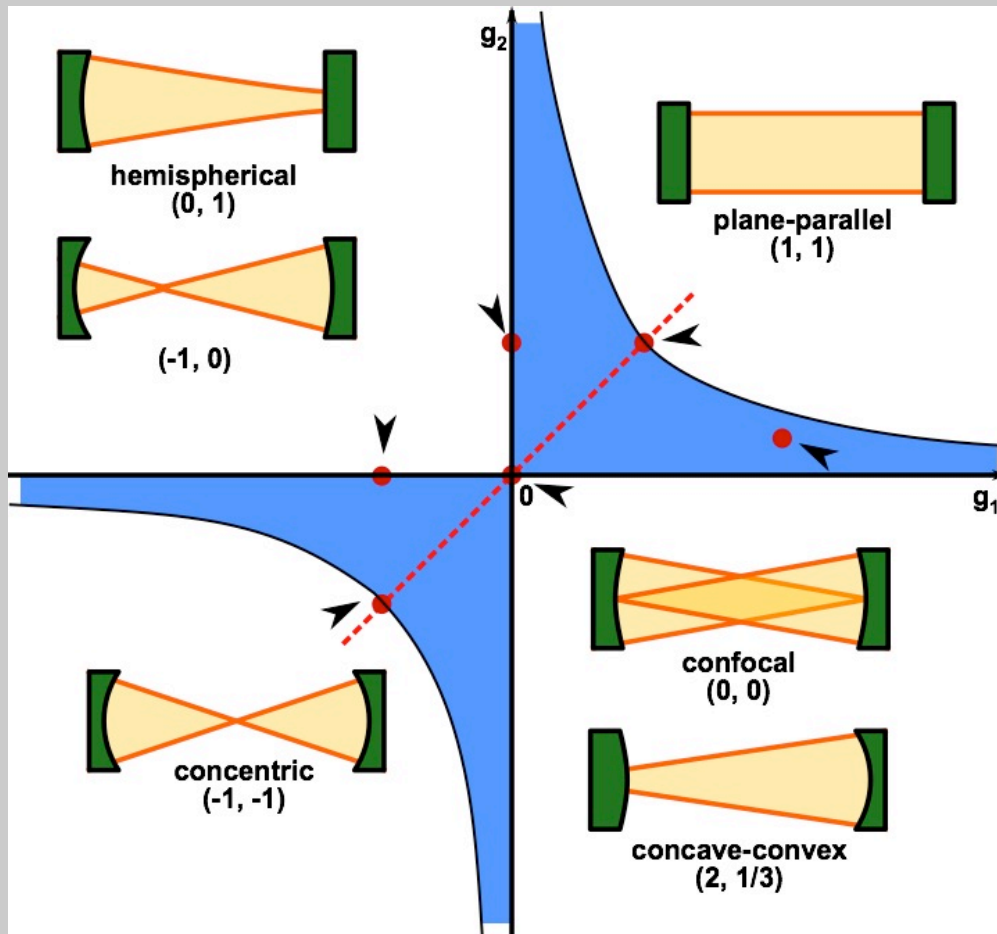 g2
hemispherical
(0, 1)
plane-parallel
(1, 1)
(-1, 0)
0
g1
confocal
(0, 0)
concentric
(-1, -1)
concave-convex
(2, 1/3)